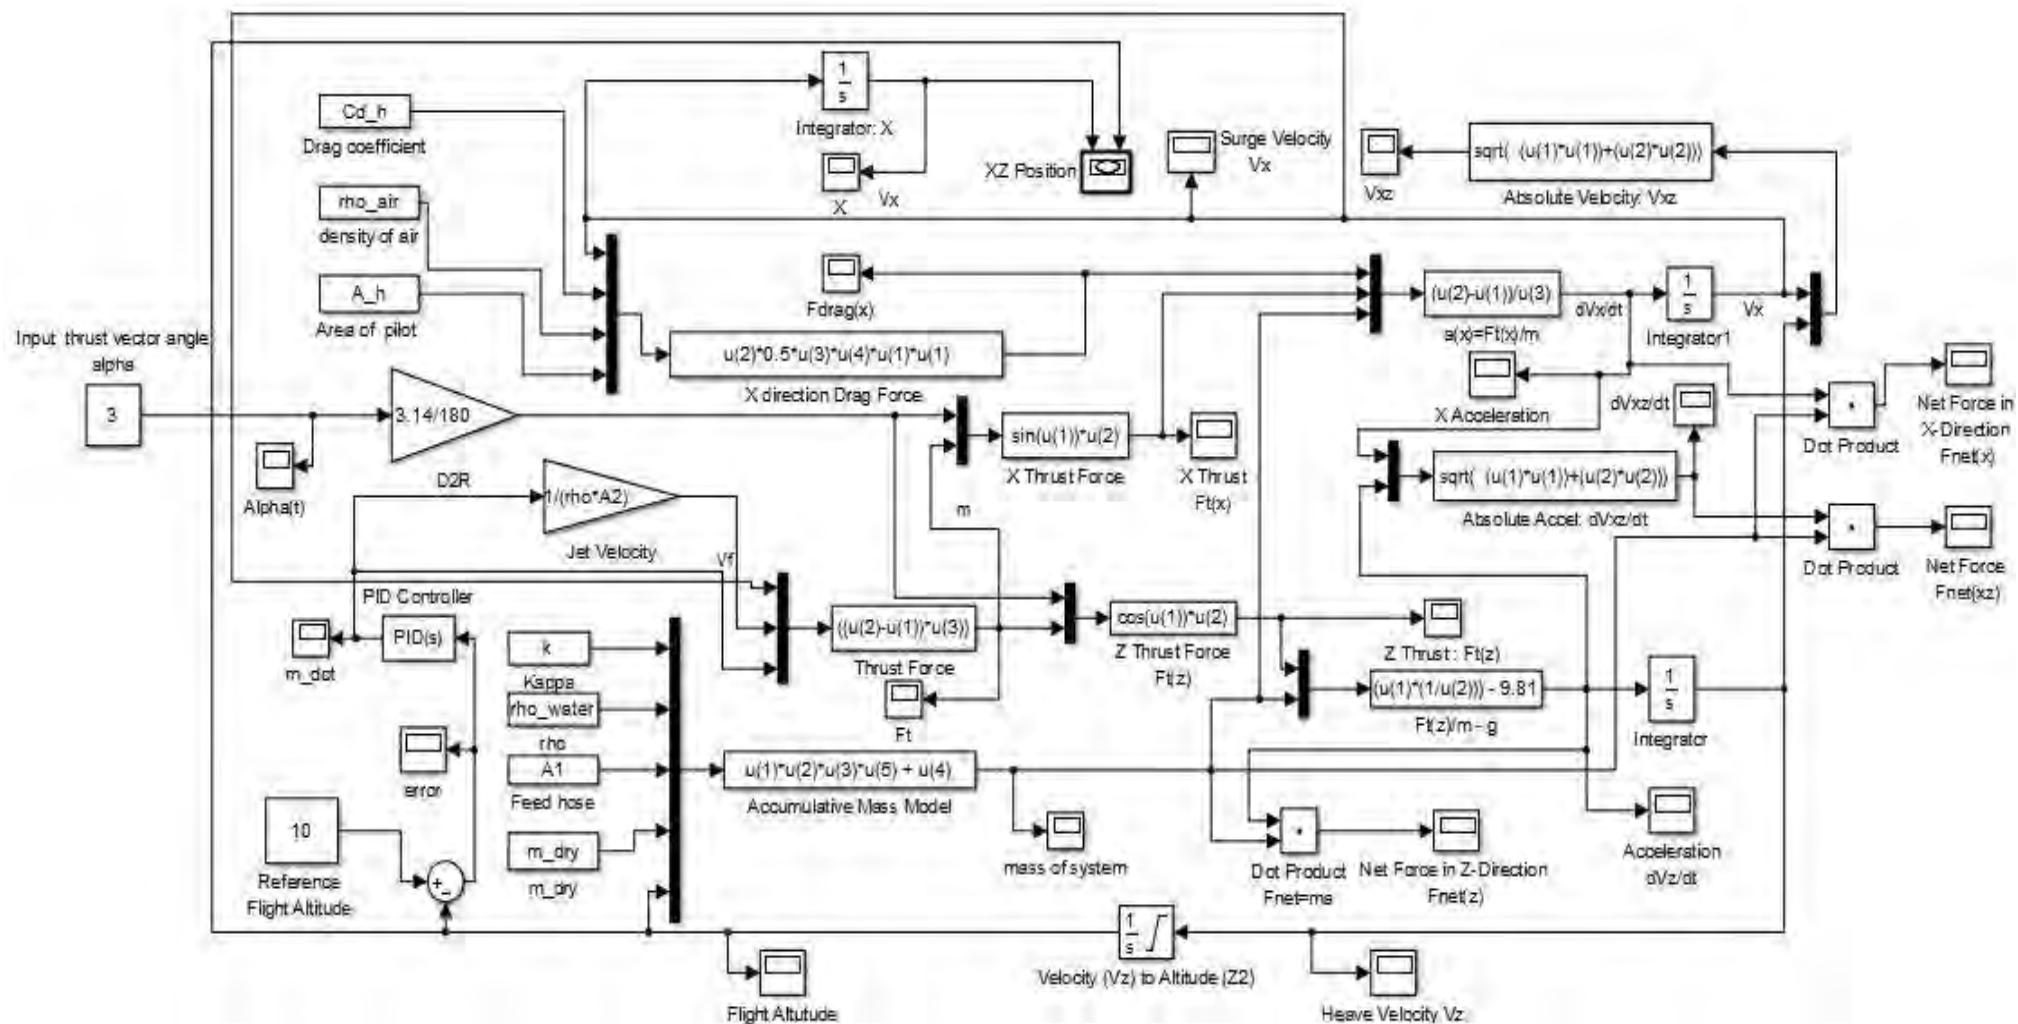 Cd_h
Drag coefficient
rho_air
density of air
A_h
Area of pilot
Input thrust vector angle
alpha
3
Alpha(t)
3.14/180
D2R
1/(rho*A2)
Jet Velocity
Vf
PID Controller
PID(s)
m_dot
error
10
Reference
Flight Altitude
+
-
k
Kappa
rho_water
rho
A1
Feed hose
m_dry
m_dry
1
s
Integrator: X
X
Vx
XZ Position
Surge Velocity
Vx
Vxz
sqrt( (u(1)*u(1))+(u(2)*u(2)))
Absolute Velocity: Vxz
Fdrag(x)
u(2)*0.5*u(3)*u(4)*u(1)*u(1)
X direction Drag Force
(u(2)-u(1))/u(3)
a(x)=Ft(x)/m
dVx/dt
1
s
Integrator1
Vx
X Acceleration
dVxz/dt
Dot Product
Net Force in
X-Direction
Fnet(x)
sin(u(1))*u(2)
X Thrust Force
X Thrust
Ft(x)
m
sqrt( (u(1)*u(1))+(u(2)*u(2)))
Absolute Accel: dVxz/dt
Dot Product
Net Force
Fnet(xz)
((u(2)-u(1))*u(3))
Thrust Force
Ft
cos(u(1))*u(2)
Z Thrust Force
Ft(z)
Z Thrust : Ft(z)
(u(1)*(1/u(2))) - 9.81
Ft(z)/m - g
1
s
Integrator
u(1)*u(2)*u(3)*u(5) + u(4)
Accumulative Mass Model
mass of system
Dot Product
Fnet=ma
Net Force in Z-Direction
Fnet(z)
Acceleration
dVz/dt
1
s
Velocity (Vz) to Altitude (Z2)
Flight Altutude
Heave Velocity Vz